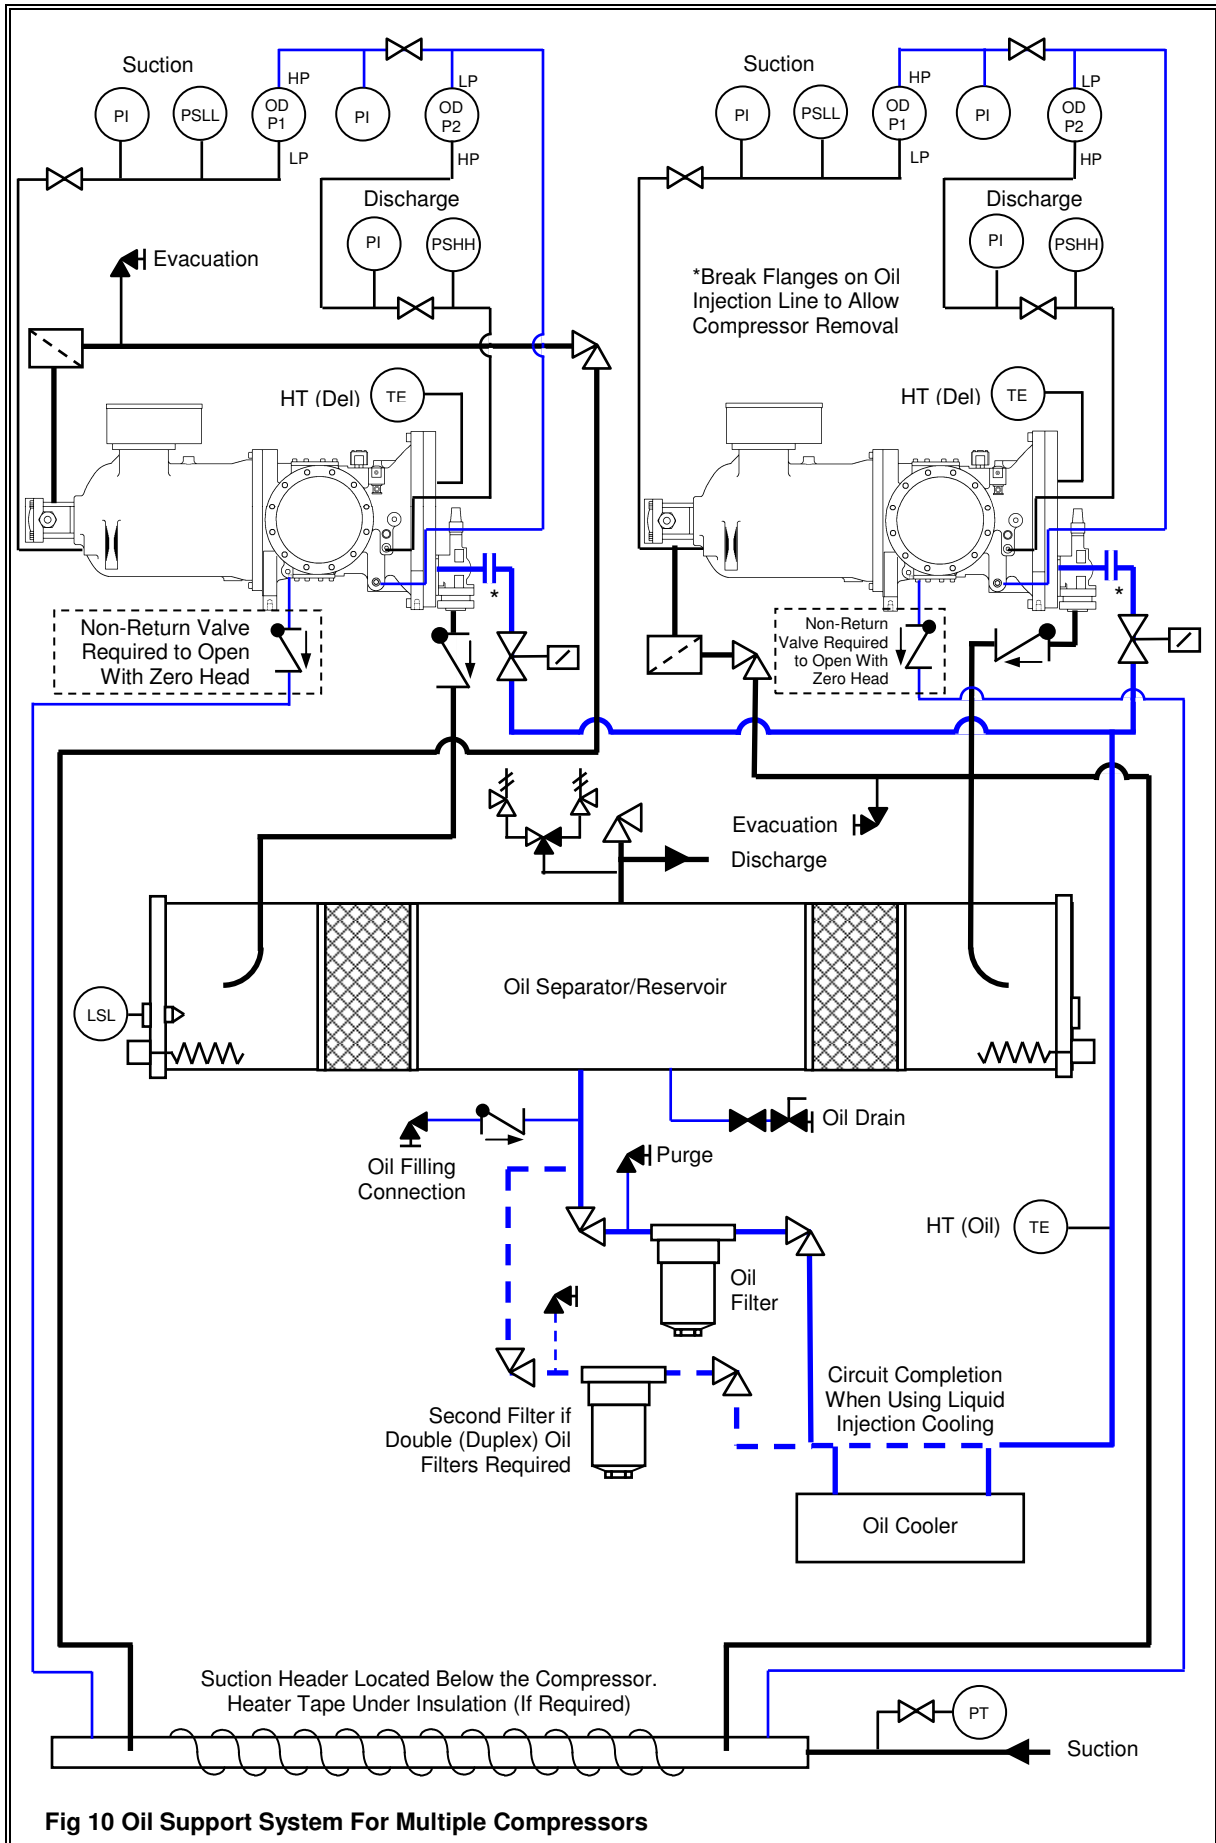 Suction
HP
LP
PI
PSLL
OD
P1
PI
OD
P2
LP
HP
Discharge
PI
PSHH
Evacuation
HT (Del)
TE
Suction
HP
LP
PI
PSLL
OD
P1
PI
OD
P2
LP
HP
Discharge
PI
PSHH
*Break Flanges on Oil
Injection Line to Allow
Compressor Removal
HT (Del)
TE
*
*
Non-Return Valve
Required to Open
With Zero Head
Non-Return
Valve Required
to Open With
Zero Head
Evacuation
Discharge
Oil Separator/Reservoir
LSL
Oil Drain
Oil Filling
Connection
Purge
HT (Oil)
TE
Oil
Filter
Circuit Completion
When Using Liquid
Injection Cooling
Second Filter if
Double (Duplex) Oil
Filters Required
Oil Cooler
Suction Header Located Below the Compressor.
Heater Tape Under Insulation (If Required)
PT
Suction
Fig 10 Oil Support System For Multiple Compressors